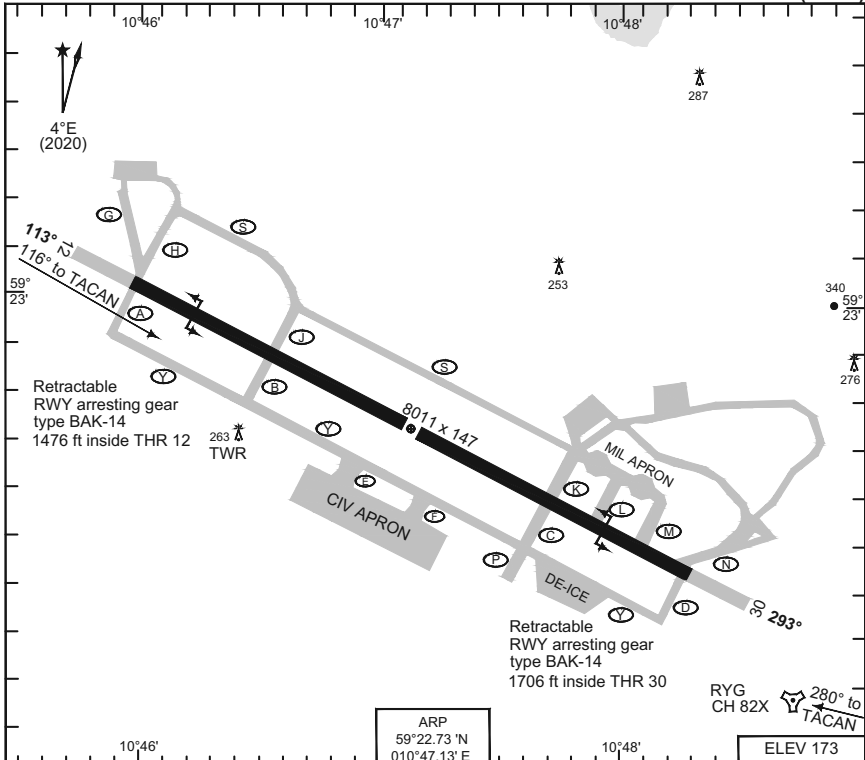 10°46' 10°47' 10°48'
4°E
(2020)
287
G
S
113° 12
H
116° to TACAN
253
59°
23'
340
59°
23'
A
J
S
276
Y
B
Retractable
RWY arresting gear
type BAK-14
1476 ft inside THR 12
263
TWR
Y
8011 x 147
MIL APRON
E
K
CIV APRON
F
L
C
M
P
N
DE-ICE
Y
D
30 293°
Retractable
RWY arresting gear
type BAK-14
1706 ft inside THR 30
RYG
CH 82X
280° to
TACAN
ARP
59°22.73 'N
010°47.13' E
10°46' 10°48'
ELEV 173